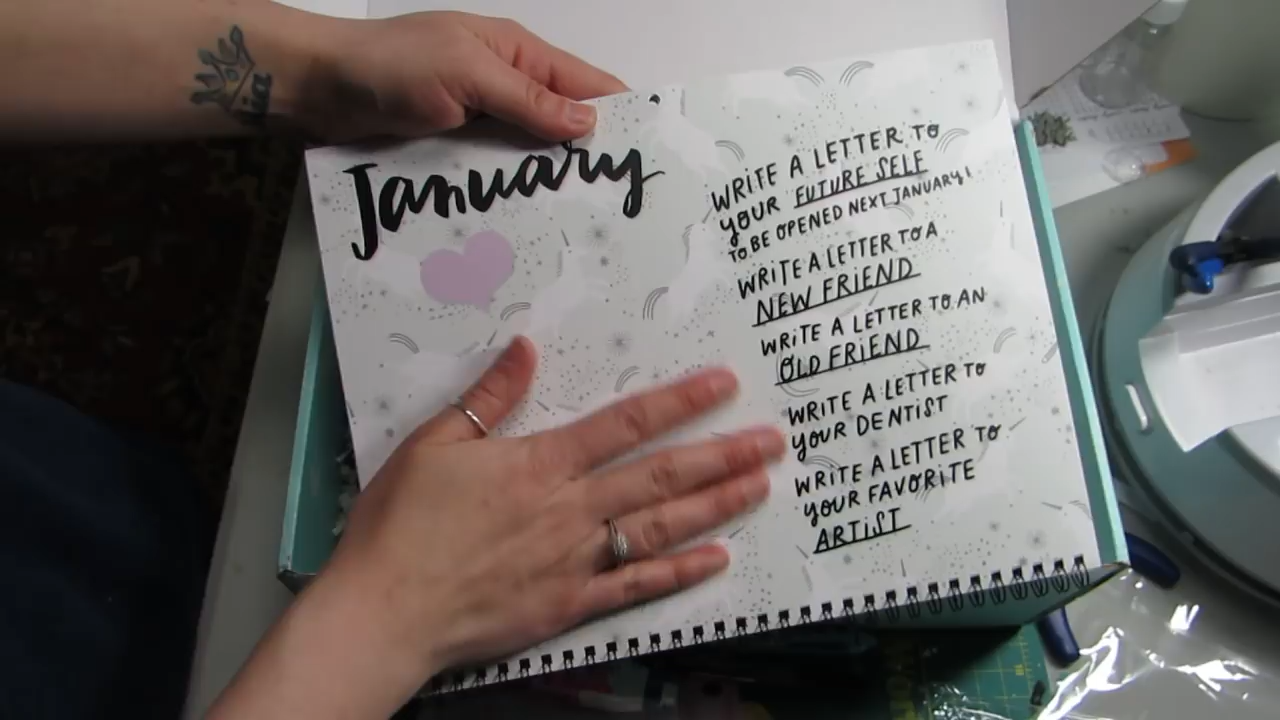 January
WRITE A LETTER TO
YOUR FUTURE SELF
TO BE OPENED NEXT JANUARY!
WRITE A LETTER TO A
NEW FRIEND
WRITE A LETTER TO AN
OLD FRIEND
WRITE A LETTER TO
YOUR DENTIST
WRITE A LETTER TO
YOUR FAVORITE
ARTIST